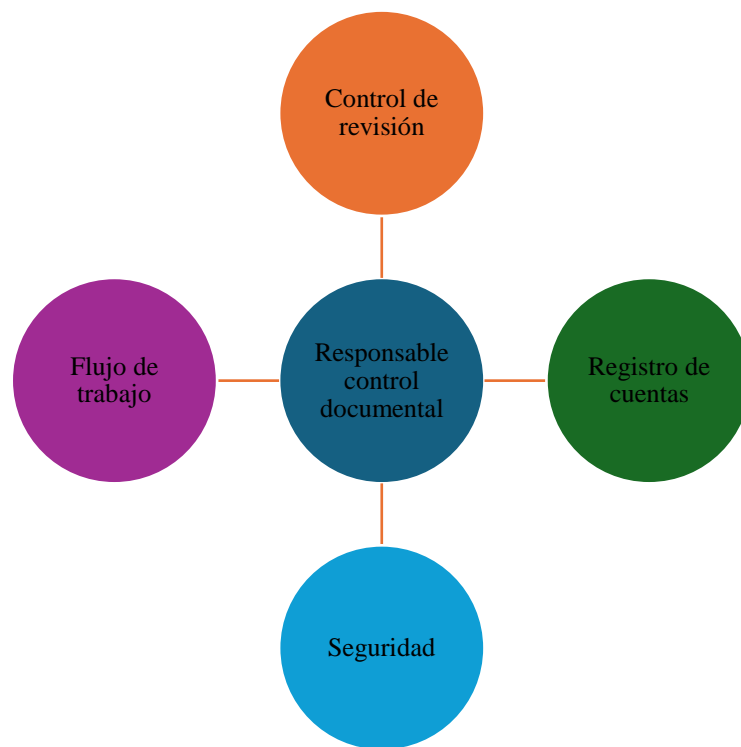 Control de
revisión
Flujo de
trabajo
Responsable
control
documental
Registro de
cuentas
Seguridad